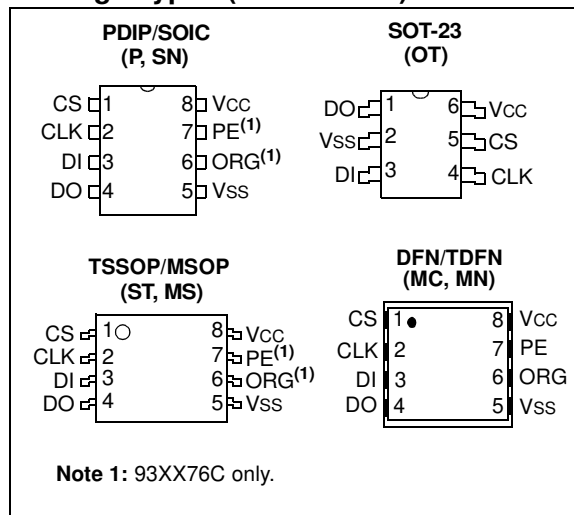 PDIP/SOIC
(P, SN)
CS 1 8 VCC
CLK 2 7 PE(1)
DI 3 6 ORG(1)
DO 4 5 VSS
SOT-23
(OT)
DO 1 6 VCC
VSS 2 5 CS
DI 3 4 CLK
TSSOP/MSOP
(ST, MS)
CS 1 8 VCC
CLK 2 7 PE(1)
DI 3 6 ORG(1)
DO 4 5 VSS
DFN/TDFN
(MC, MN)
CS 1 8 VCC
CLK 2 7 PE
DI 3 6 ORG
DO 4 5 VSS
Note 1: 93XX76C only.